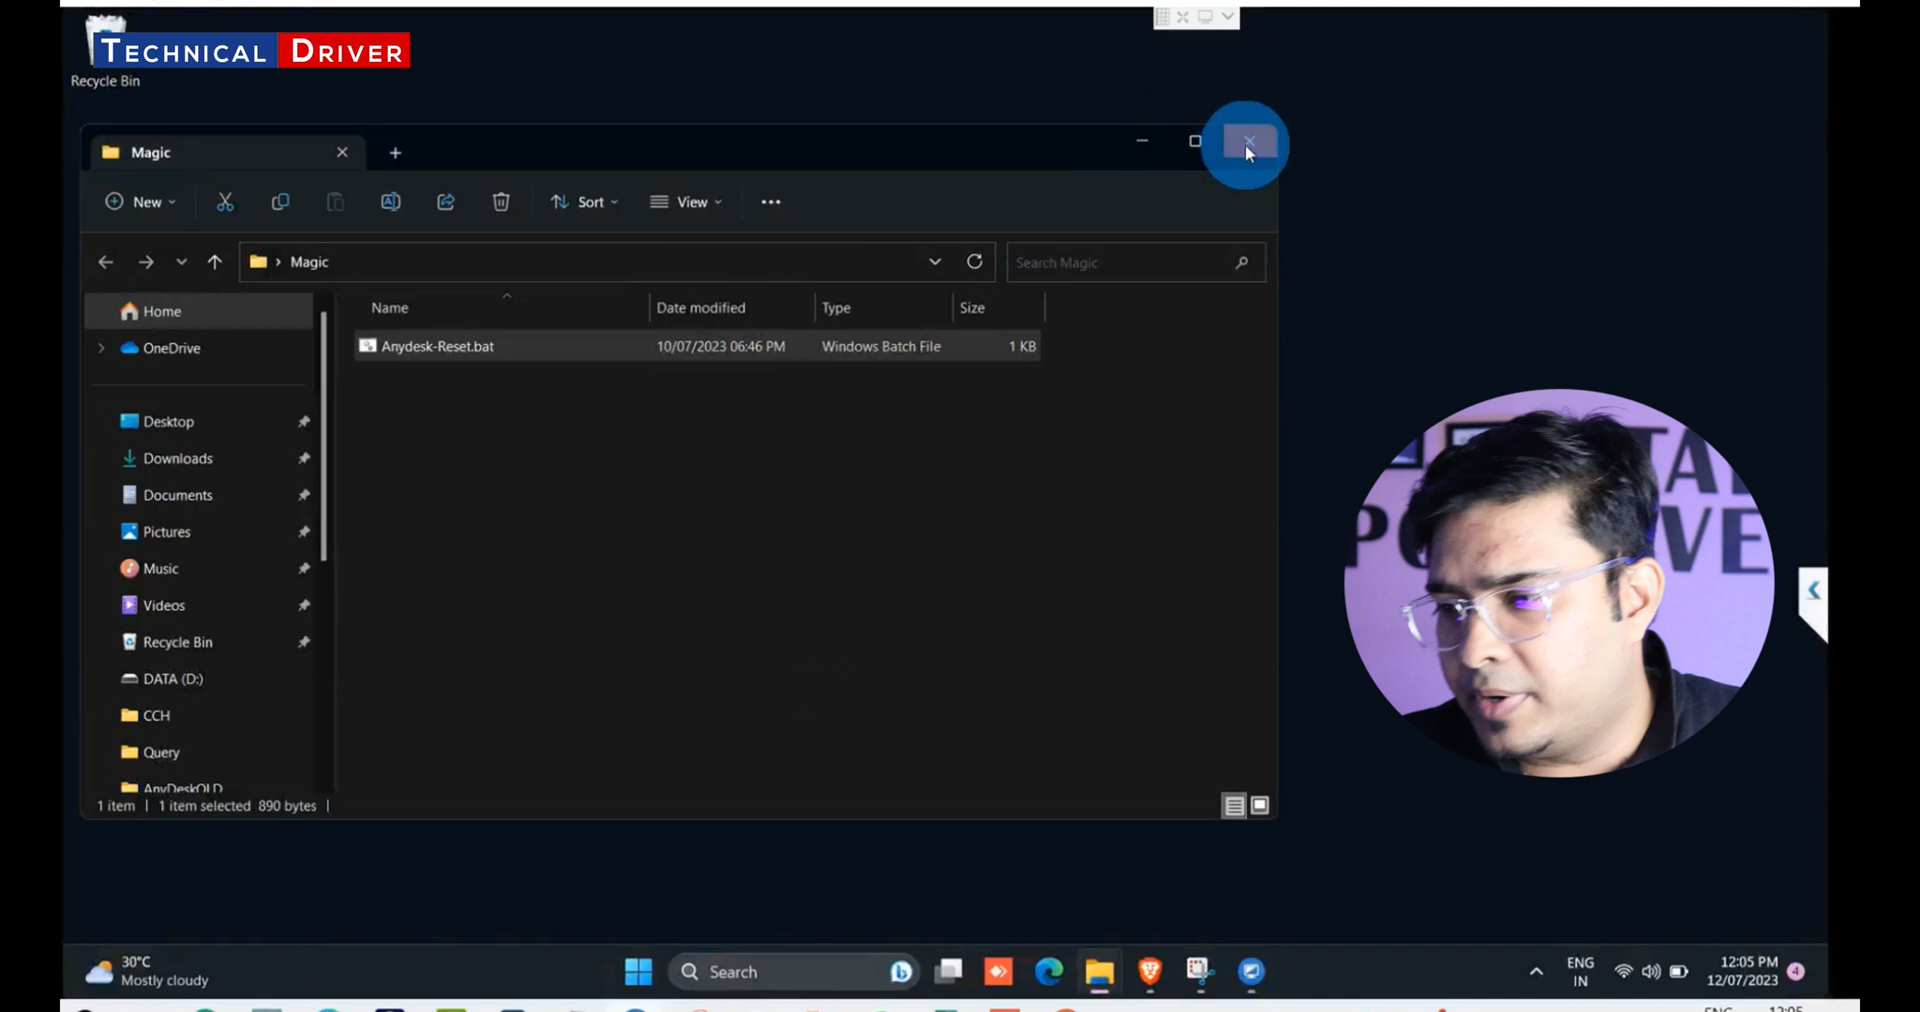 TECHNICAL DRIVER
Recycle Bin
Magic
New
Sort
View
Magic
Search Magic
Name
Date modified
Type
Size
Home
OneDrive
Anydesk-Reset.bat
10/07/2023 06:46 PM
Windows Batch File
1 KB
Desktop
Downloads
Documents
Pictures
Music
Videos
Recycle Bin
DATA (D:)
CCH
Query
AnyDeskOLD
1 item | 1 item selected 890 bytes |
30°C
Mostly cloudy
Search
ENG
IN
12:05 PM
12/07/2023
4